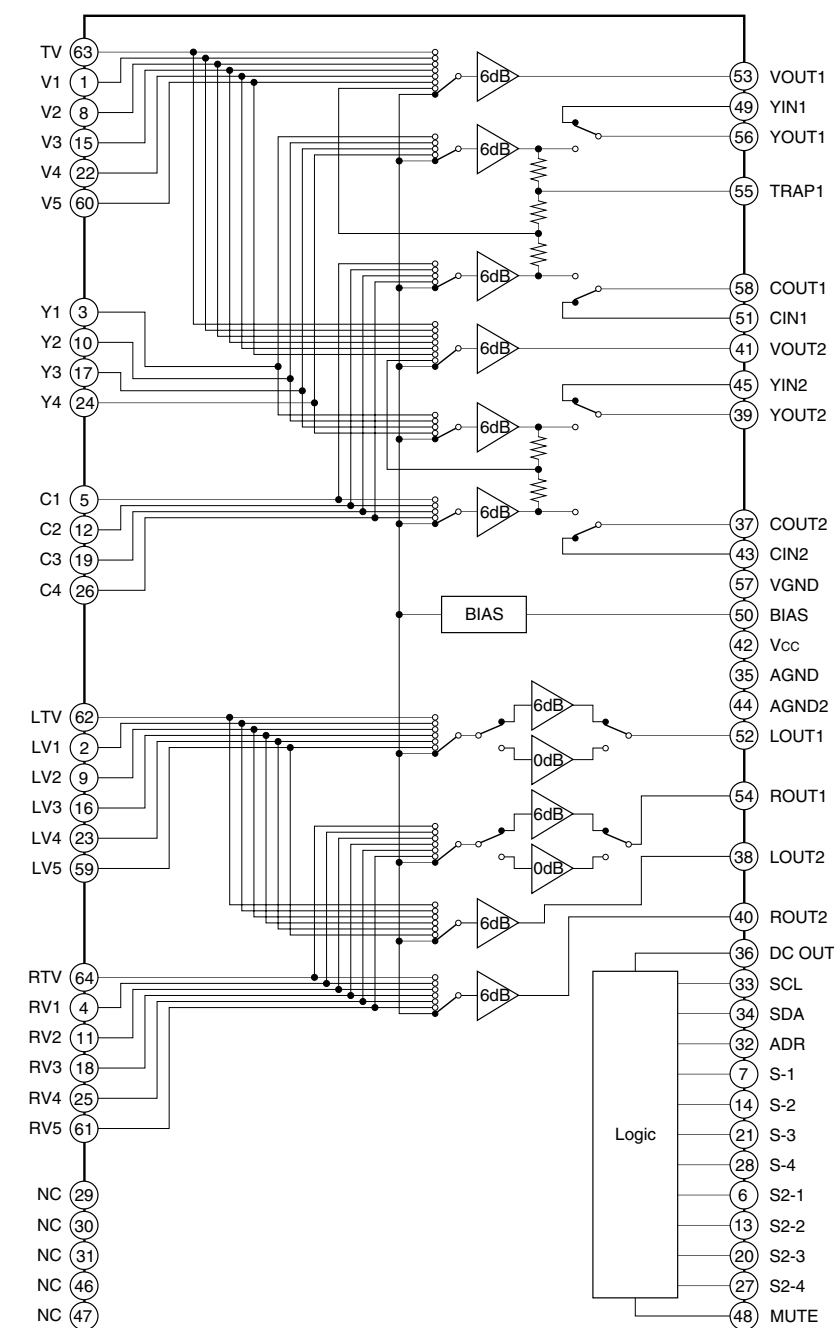 TV 63
V1 1
V2 8
V3 15
V4 22
V5 60
Y1 3
Y2 10
Y3 17
Y4 24
C1 5
C2 12
C3 19
C4 26
LTV 62
LV1 2
LV2 9
LV3 16
LV4 23
LV5 59
RTV 64
RV1 4
RV2 11
RV3 18
RV4 25
RV5 61
NC 29
NC 30
NC 31
NC 46
NC 47
6dB
6dB
6dB
6dB
6dB
6dB
BIAS
6dB
0dB
6dB
0dB
6dB
6dB
Logic
53 VOUT1
49 YIN1
56 YOUT1
55 TRAP1
58 COUT1
51 CIN1
41 VOUT2
45 YIN2
39 YOUT2
37 COUT2
43 CIN2
57 VGND
50 BIAS
42 VCC
35 AGND
44 AGND2
52 LOUT1
54 ROUT1
38 LOUT2
40 ROUT2
36 DC OUT
33 SCL
34 SDA
32 ADR
7 S-1
14 S-2
21 S-3
28 S-4
6 S2-1
13 S2-2
20 S2-3
27 S2-4
48 MUTE